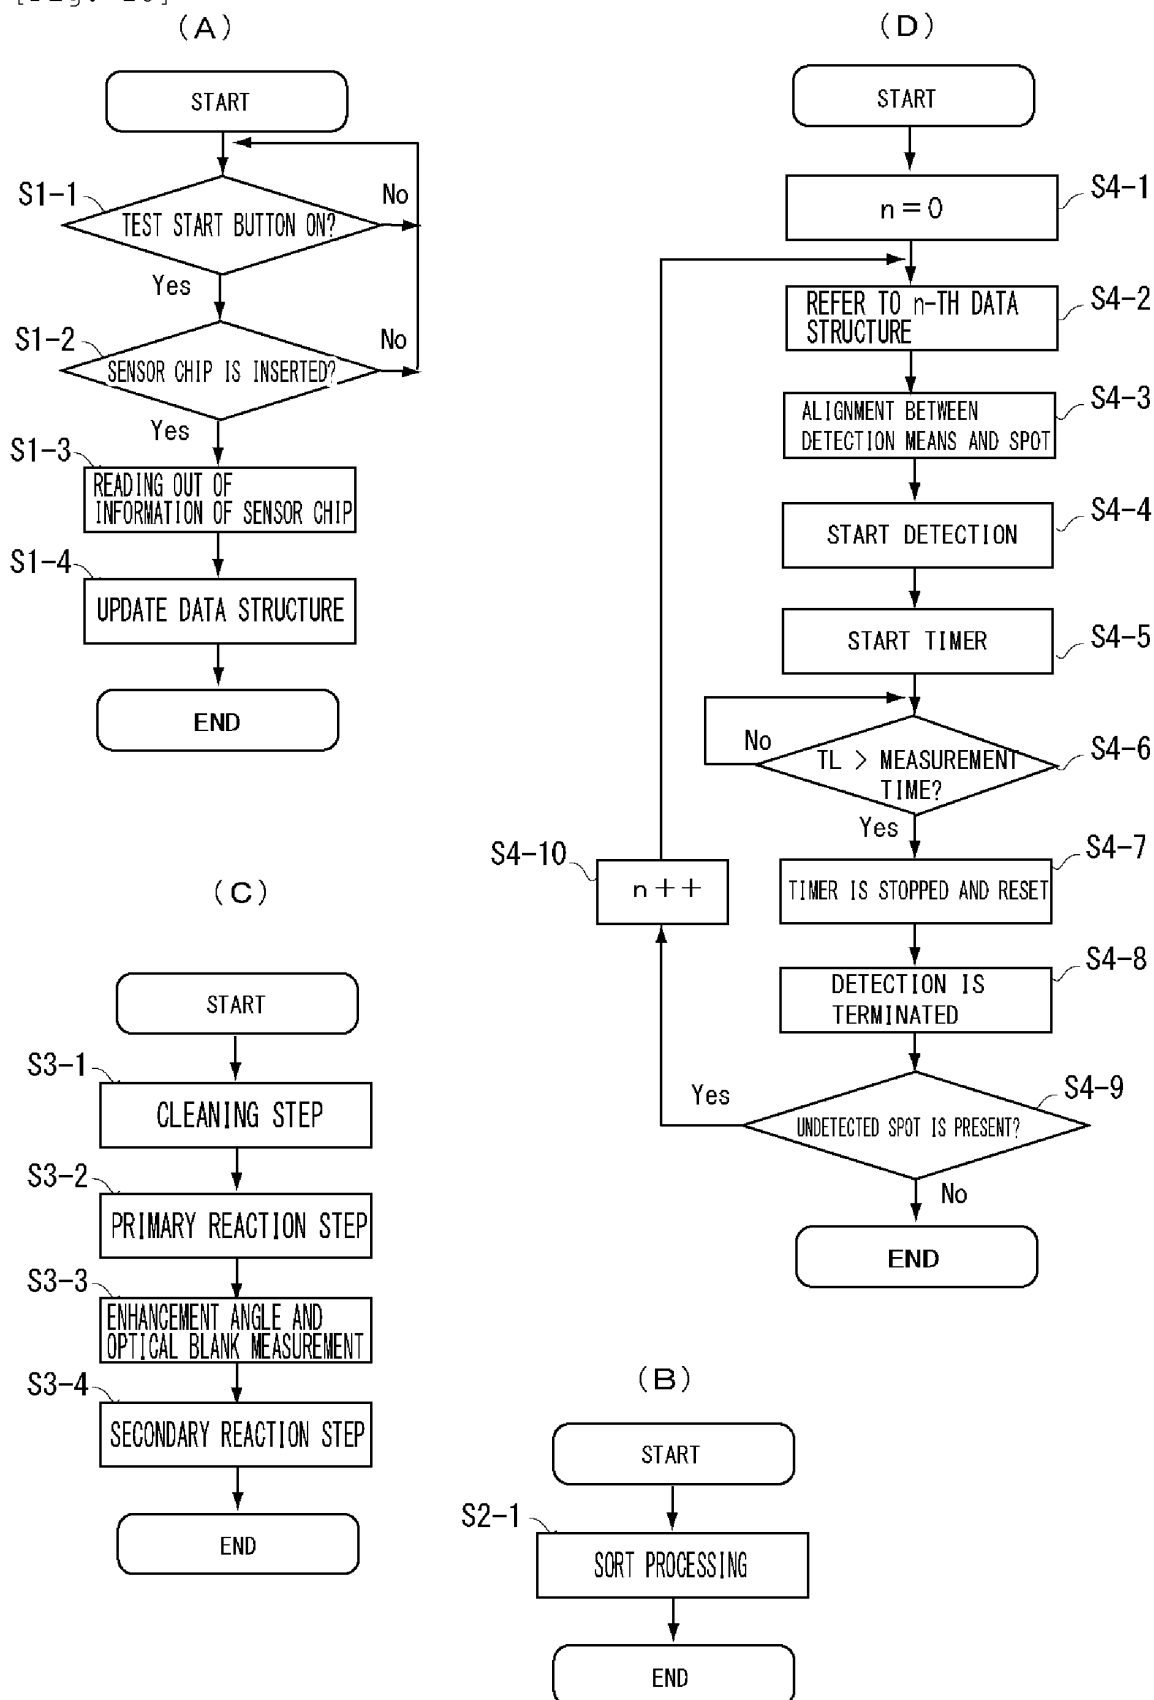 (A)
START
S1-1
TEST START BUTTON ON?
No
Yes
S1-2
SENSOR CHIP IS INSERTED?
No
Yes
S1-3
READING OUT OF
INFORMATION OF SENSOR CHIP
S1-4
UPDATE DATA STRUCTURE
END
(C)
START
S3-1
CLEANING STEP
S3-2
PRIMARY REACTION STEP
S3-3
ENHANCEMENT ANGLE AND
OPTICAL BLANK MEASUREMENT
S3-4
SECONDARY REACTION STEP
END
(D)
START
S4-1
n=0
S4-2
REFER TO n-TH DATA
STRUCTURE
S4-3
ALIGNMENT BETWEEN
DETECTION MEANS AND SPOT
S4-4
START DETECTION
S4-5
START TIMER
S4-6
No
TL > MEASUREMENT
TIME?
Yes
S4-7
TIMER IS STOPPED AND RESET
S4-8
DETECTION IS
TERMINATED
S4-9
UNDETECTED SPOT IS PRESENT?
Yes
S4-10
n++
No
END
(B)
START
S2-1
SORT PROCESSING
END